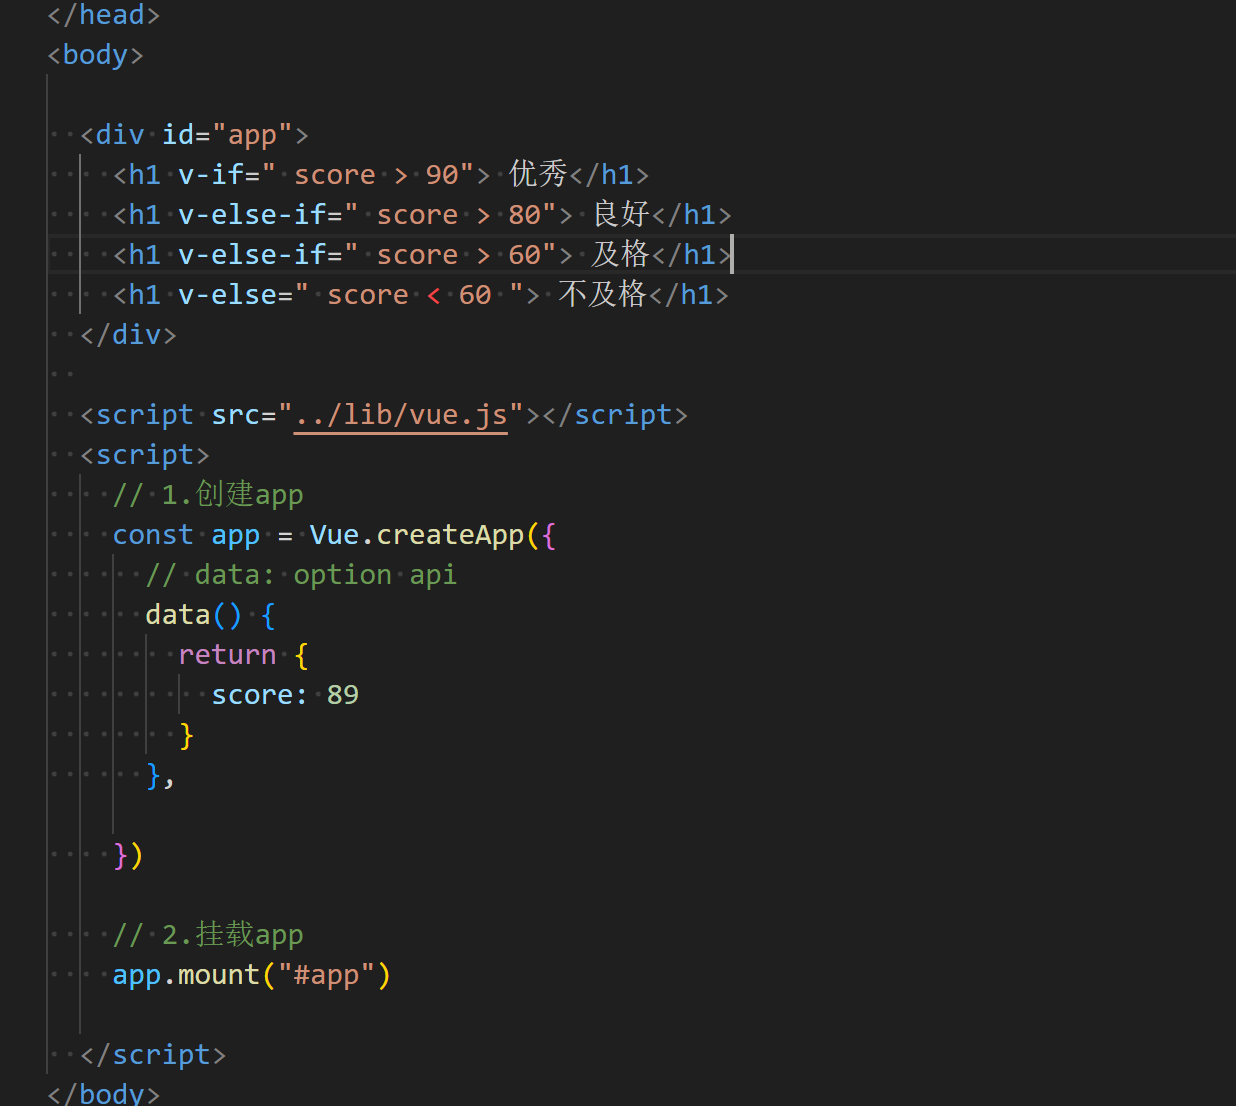 </head>
<body>
<div id="app">
<h1 v-if=" score > 90"> 优秀</h1>
<h1 v-else-if=" score > 80"> 良好</h1>
<h1 v-else-if=" score > 60"> 及格</h1>
<h1 v-else=" score < 60 "> 不及格</h1>
</div>
<script src="../lib/vue.js"></script>
<script>
// 1.创建app
const app = Vue.createApp({
// data: option api
data() {
return {
score: 89
}
},
})
// 2.挂载app
app.mount("#app")
</script>
</body>